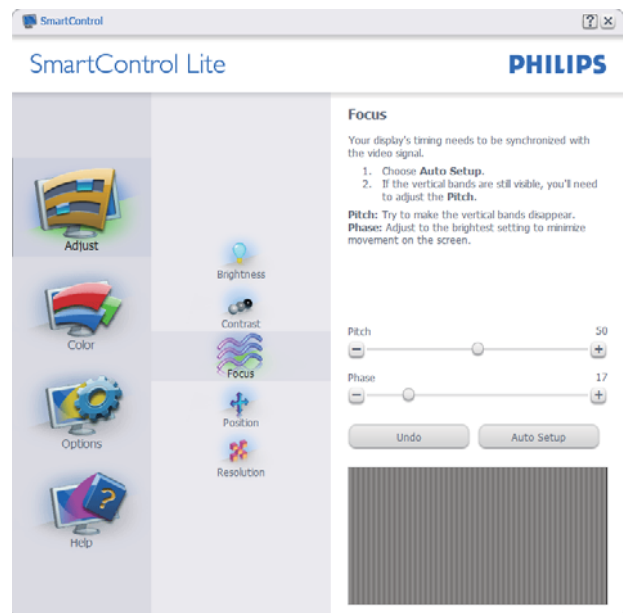 SmartControl
SmartControl Lite
PHILIPS
Adjust
Color
Options
Help
Brightness
Contrast
Focus
Position
Resolution
Focus
Your display's timing needs to be synchronized with
the video signal.
1. Choose Auto Setup.
2. If the vertical bands are still visible, you'll need
to adjust the Pitch.
Pitch: Try to make the vertical bands disappear.
Phase: Adjust to the brightest setting to minimize
movement on the screen.
Pitch 50
Phase 17
Undo Auto Setup